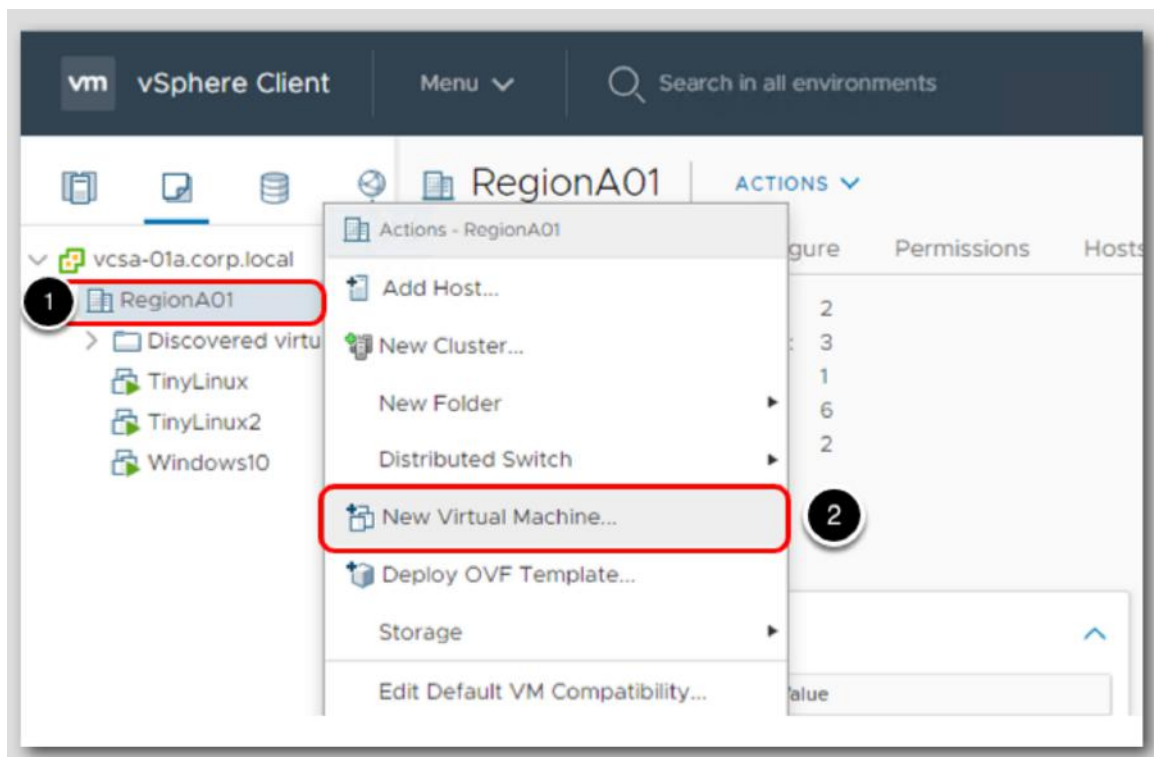 vm vSphere Client Menu Search in all environments
RegionA01 ACTIONS
Actions - RegionA01
gure Permissions Hosts
vcsa-01a.corp.local
1 RegionA01
Discovered virtu
TinyLinux
TinyLinux2
Windows10
Add Host...
New Cluster...
New Folder
Distributed Switch
New Virtual Machine... 2
Deploy OVF Template...
Storage
Edit Default VM Compatibility...
2
: 3
1
6
2
alue